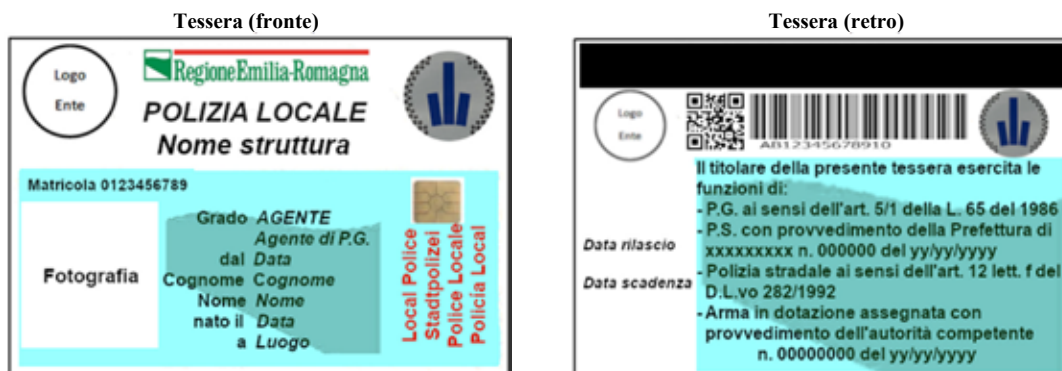 Tessera (fronte)
Logo
Ente
RegioneEmilia-Romagna
POLIZIA LOCALE
Nome struttura
Matricola 0123456789
Fotografia
Grado AGENTE
Agente di P.G.
dal Data
Cognome Cognome
Nome Nome
nato il Data
a Luogo
Local Police
Stadtpolizei
Police Locale
Policia Local
Tessera (retro)
Logo
Ente
AB12345678910
Il titolare della presente tessera esercita le
funzioni di:
- P.G. ai sensi dell'art. 5/1 della L. 65 del 1986
- P.S. con provvedimento della Prefettura di
xxxxxxxxx n. 000000 del yy/yy/yyyy
- Polizia stradale ai sensi dell'art. 12 lett. f del
D.L.vo 282/1992
- Arma in dotazione assegnata con
provvedimento dell'autorità competente
n. 00000000 del yy/yy/yyyy
Data rilascio
Data scadenza